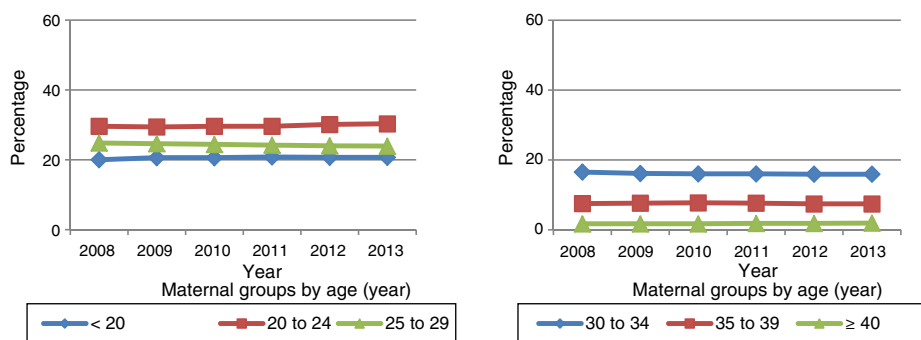 60
40
20
0
Percentage
2008 2009 2010 2011 2012 2013
Year
Maternal groups by age (year)
< 20 20 to 24 25 to 29
60
40
20
0
Percentage
2008 2009 2010 2011 2012 2013
Year
Maternal groups by age (year)
30 to 34 35 to 39 ≥ 40